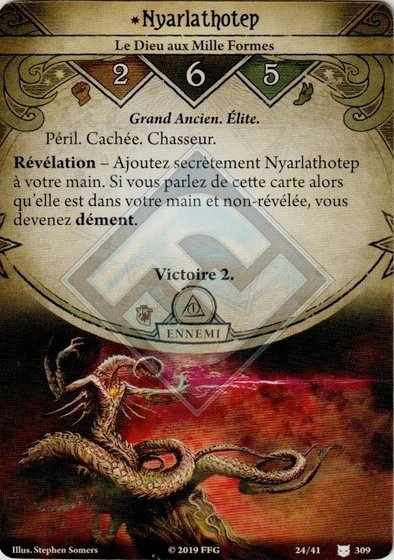 Nyarlathotep
Le Dieu aux Mille Formes
2 6 5
Grand Ancien. Élite.
Péril. Cachée. Chasseur.
Révélation – Ajoutez secrètement Nyarlathotep
à votre main. Si vous parlez de cette carte alors
qu'elle est dans votre main et non-révélée, vous
devenez dément.
Victoire 2.
1
ENNEMI
Illus. Stephen Somers © 2019 FFG 24/41 309